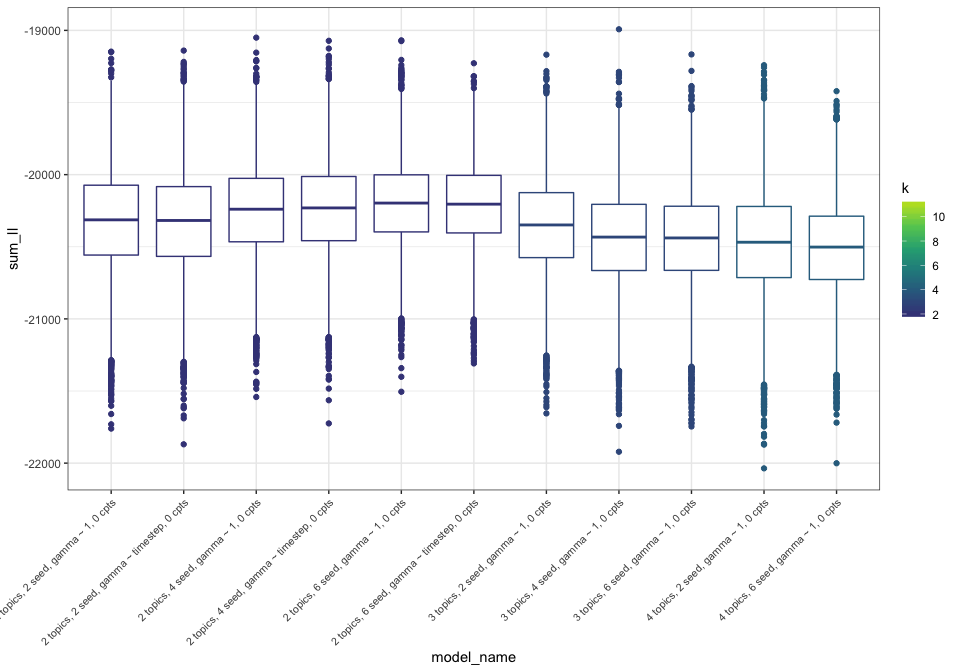 -19000
-20000
-21000
-22000
sum_ll
topics, 2 seed, gamma ~ 1, 0 cpts
2 topics, 2 seed, gamma ~ timestep, 0 cpts
2 topics, 4 seed, gamma ~ 1, 0 cpts
2 topics, 4 seed, gamma ~ timestep, 0 cpts
2 topics, 6 seed, gamma ~ 1, 0 cpts
2 topics, 6 seed, gamma ~ timestep, 0 cpts
3 topics, 2 seed, gamma ~ 1, 0 cpts
3 topics, 4 seed, gamma ~ 1, 0 cpts
3 topics, 6 seed, gamma ~ 1, 0 cpts
4 topics, 2 seed, gamma ~ 1, 0 cpts
4 topics, 6 seed, gamma ~ 1, 0 cpts
model_name
k
10
8
6
4
2